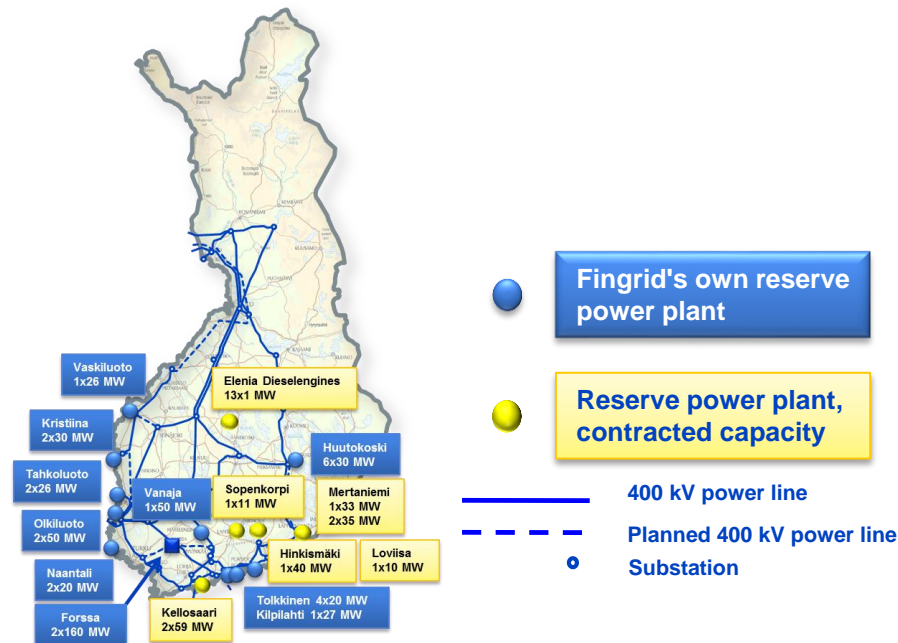 Vaskiluoto
1x26 MW
Kristiina
2x30 MW
Tahkoluoto
2x26 MW
Olkiluoto
2x50 MW
Naantali
2x20 MW
Forssa
2x160 MW
Vanaja
1x50 MW
Elenia Dieselengines
13x1 MW
Huutokoski
6x30 MW
Sopenkorpi
1x11 MW
Mertaniemi
1x33 MW
2x35 MW
Hinkismäki
1x40 MW
Loviisa
1x10 MW
Kellosaari
2x59 MW
Tolkkinen 4x20 MW
Kilpilahti 1x27 MW
Fingrid's own reserve
power plant
Reserve power plant,
contracted capacity
400 kV power line
Planned 400 kV power line
Substation